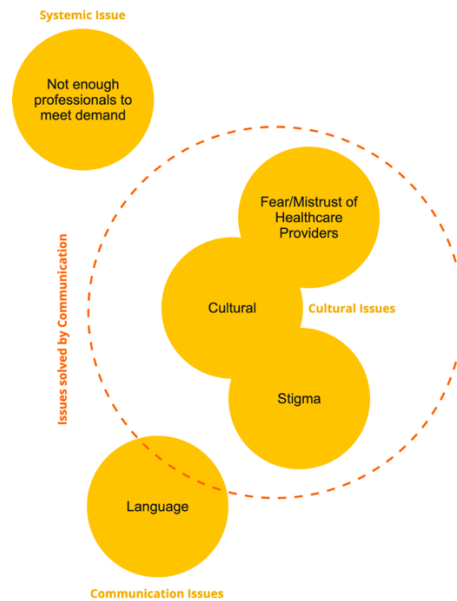 Systemic Issue
Not enough
professionals to
meet demand
Fear/Mistrust of
Healthcare
Providers
Issues solved by Communication
Cultural
Cultural Issues
Stigma
Language
Communication Issues